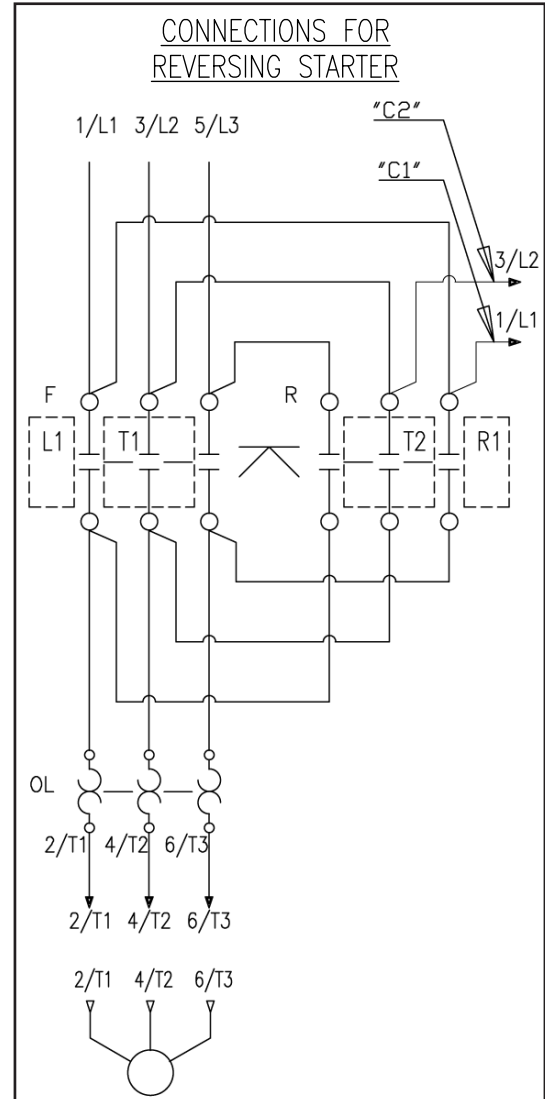 CONNECTIONS FOR
REVERSING STARTER
1/L1 3/L2 5/L3
"C2"
"C1"
3/L2
1/L1
F R
L1 T1 T2 R1
OL
2/T1 4/T2 6/T3
2/T1 4/T2 6/T3
2/T1 4/T2 6/T3